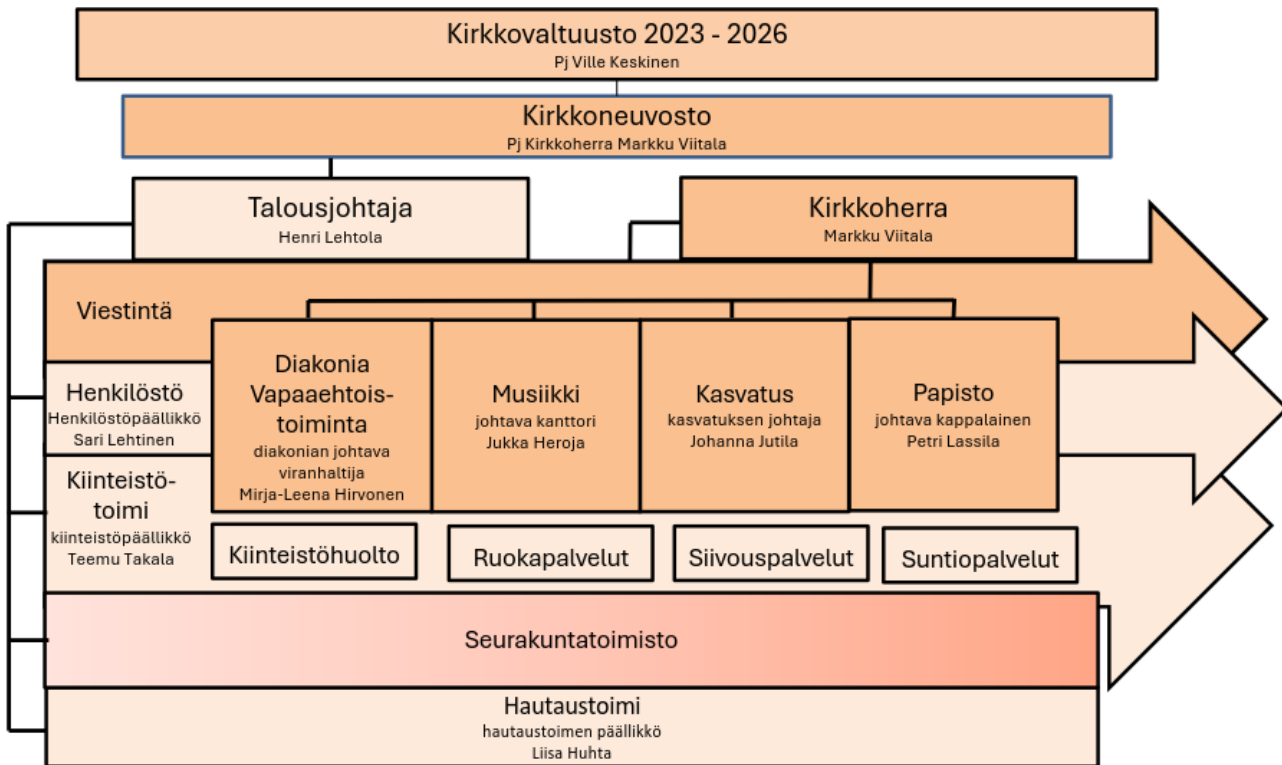 Kirkkovaltuusto 2023 - 2026
Pj Ville Keskinen
Kirkkoneuvosto
Pj Kirkkoherra Markku Viitala
Talousjohtaja
Henri Lehtola
Kirkkoherra
Markku Viitala
Viestintä
Henkilöstö
Henkilöstöpäällikkö
Sari Lehtinen
Kiinteistö-
toimi
kiinteistöpäällikkö
Teemu Takala
Diakonia
Vapaaehtois-
toiminta
diakonian johtava
viranhaltija
Mirja-Leena Hirvonen
Musiikki
johtava kanttori
Jukka Heroja
Kasvatus
kasvatuksen johtaja
Johanna Jutila
Papisto
johtava kappalainen
Petri Lassila
Kiinteistöhuolto
Ruokapalvelut
Siivouspalvelut
Suntiopalvelut
Seurakuntatoimisto
Hautaustoimi
hautaustoimen päällikkö
Liisa Huhta